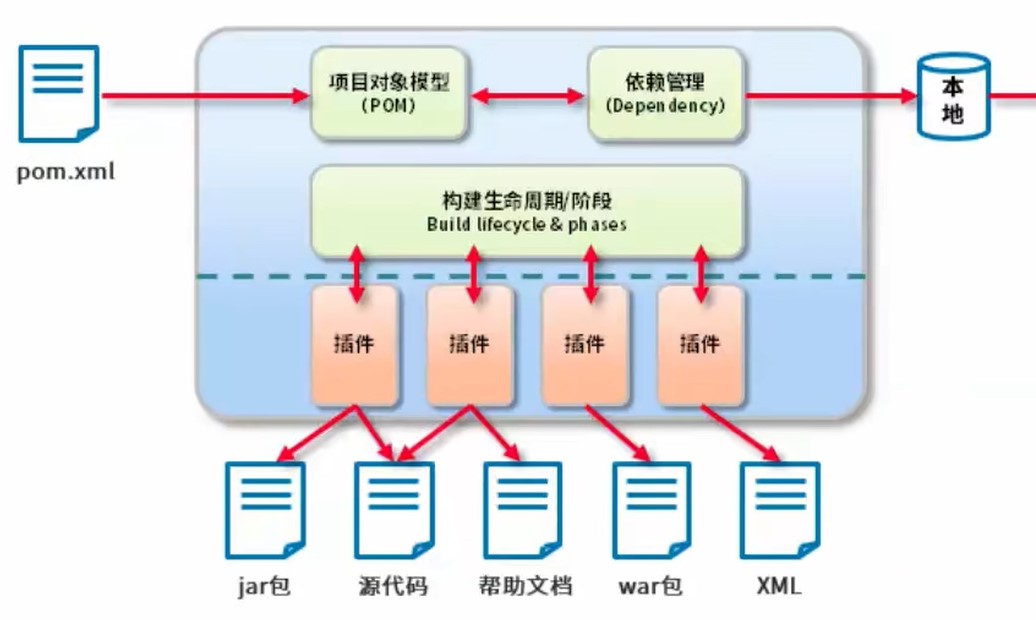 项目对象模型
（POM）
依赖管理
（Dependency）
本
地
pom.xml
构建生命周期/阶段
Build lifecycle & phases
插件
插件
插件
插件
jar包
源代码
帮助文档
war包
XML